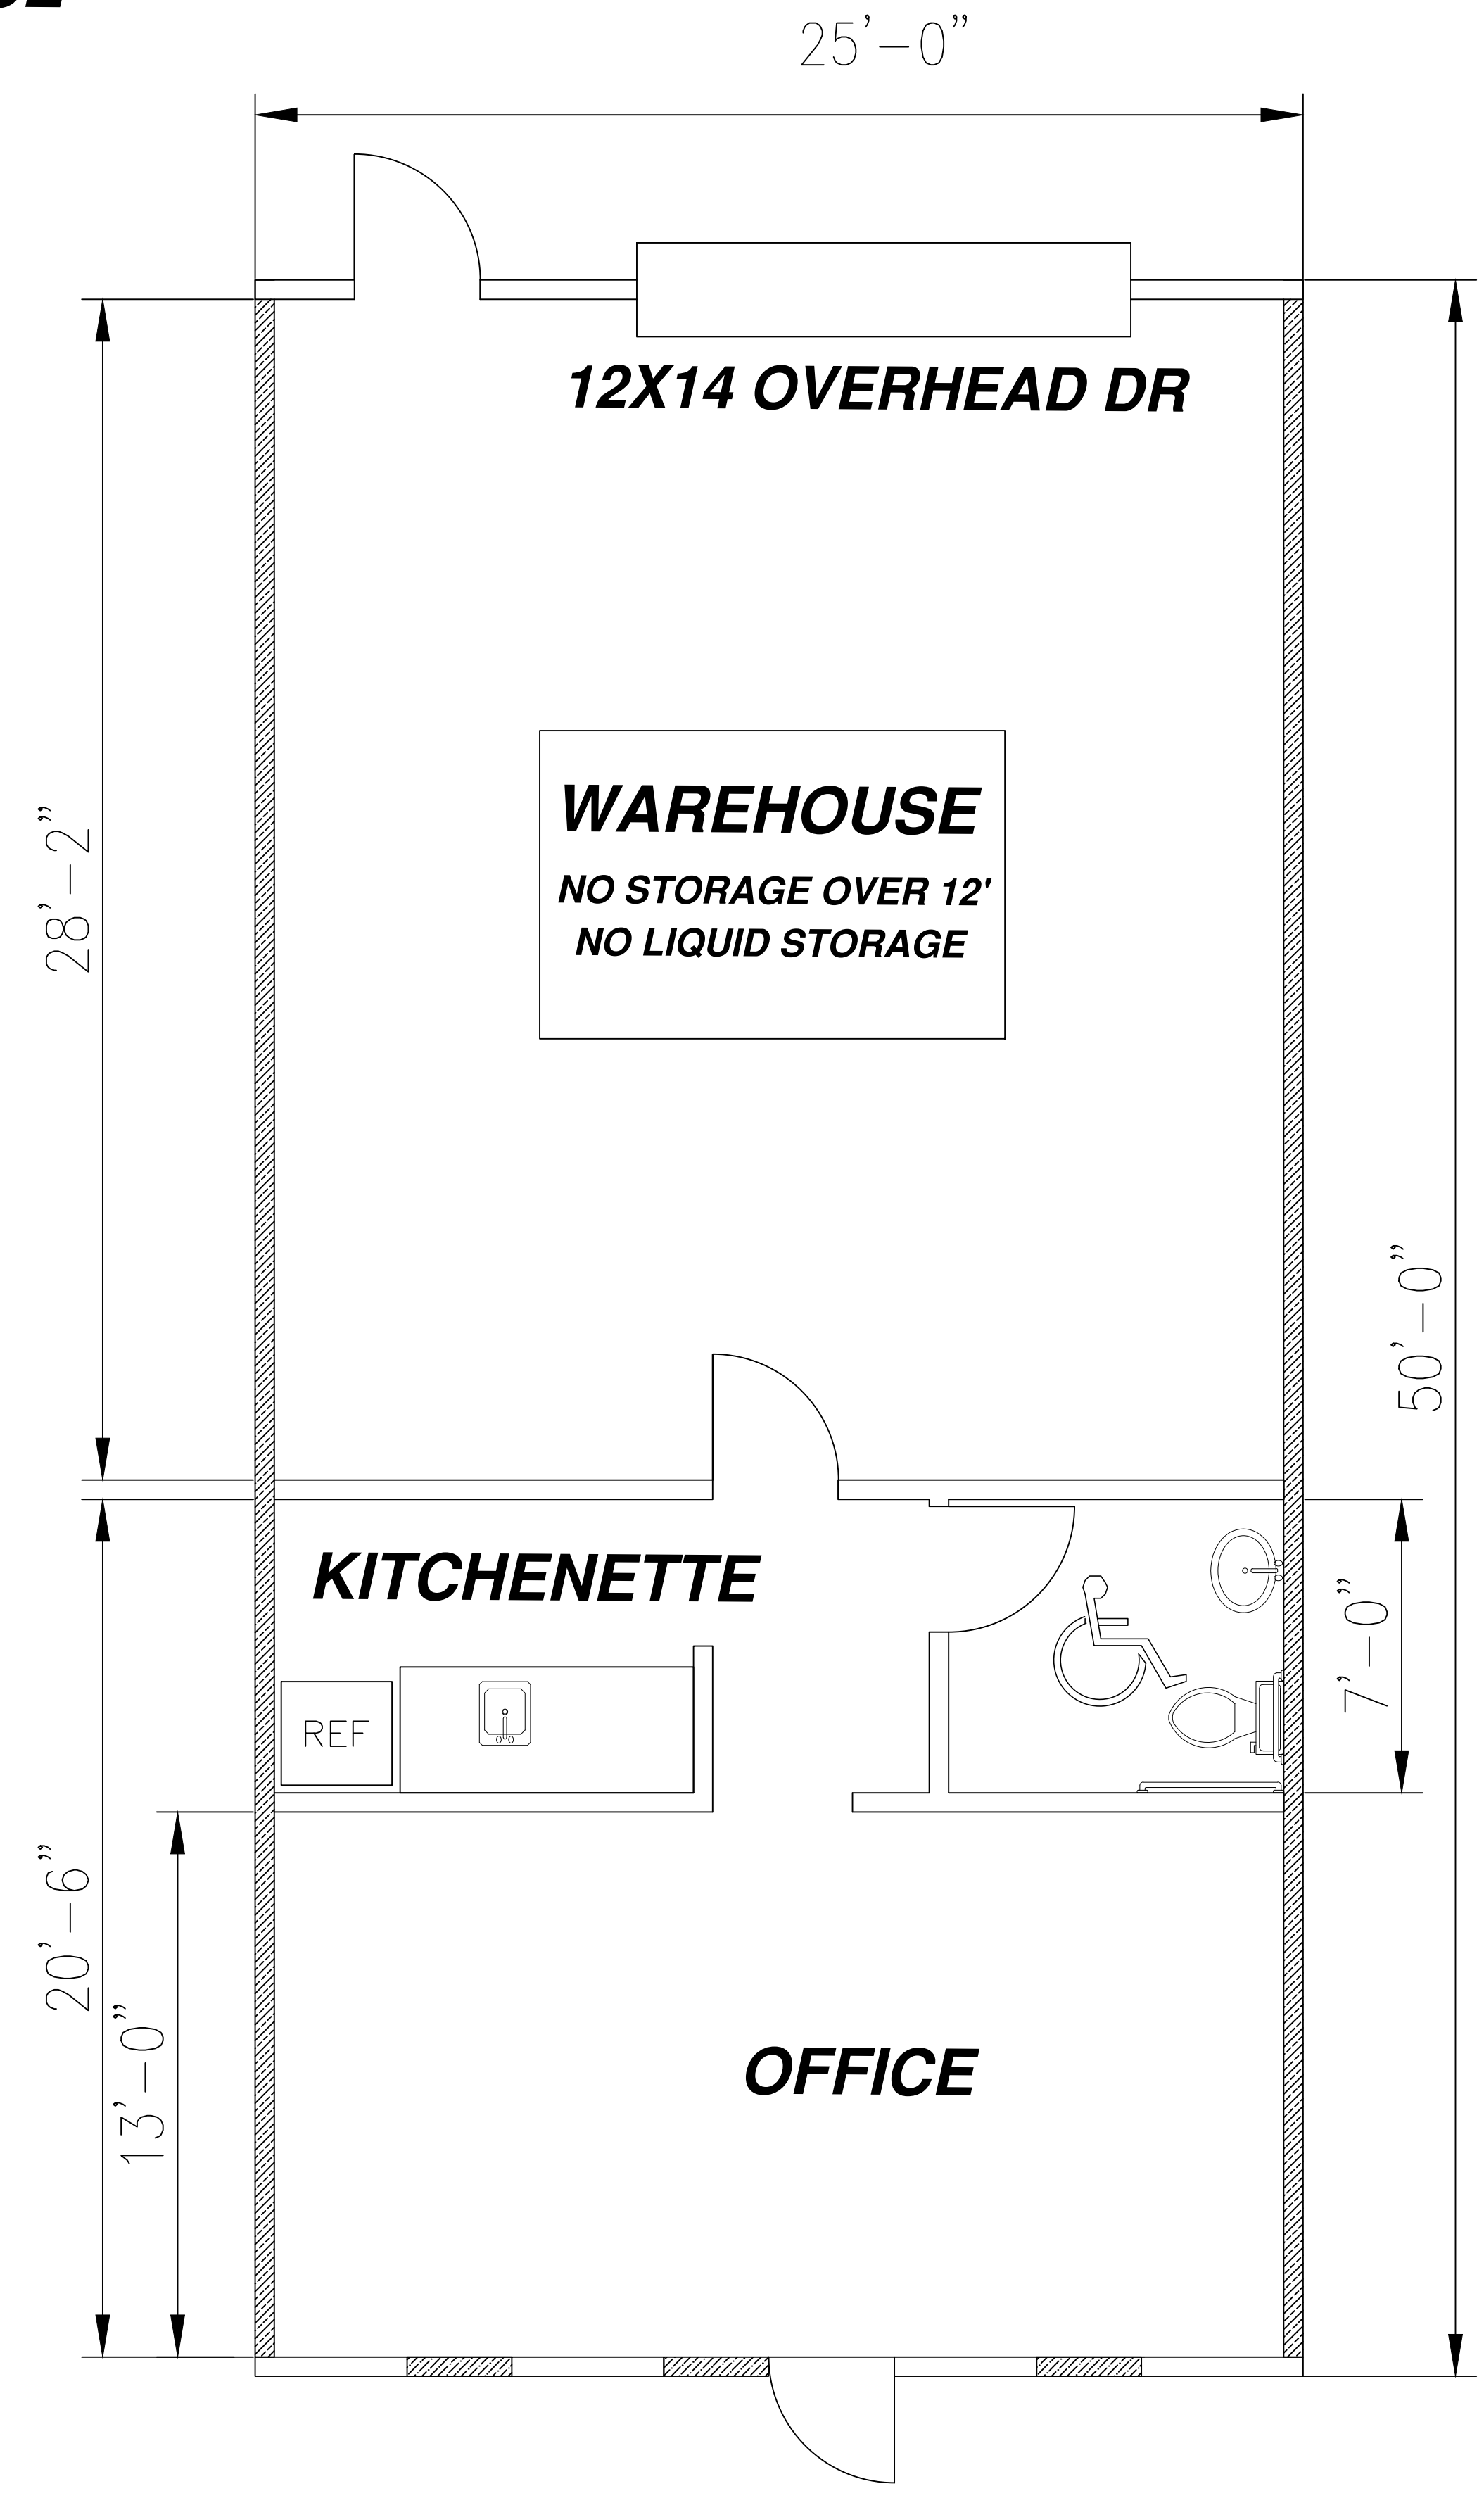 25'-0"
12X14 OVERHEAD DR
WAREHOUSE
NO STORAGE OVER 12'
NO LIQUID STORAGE
28'-2"
50'-0"
KITCHENETTE
REF
7'-0"
20'-6"
13'-0"
OFFICE